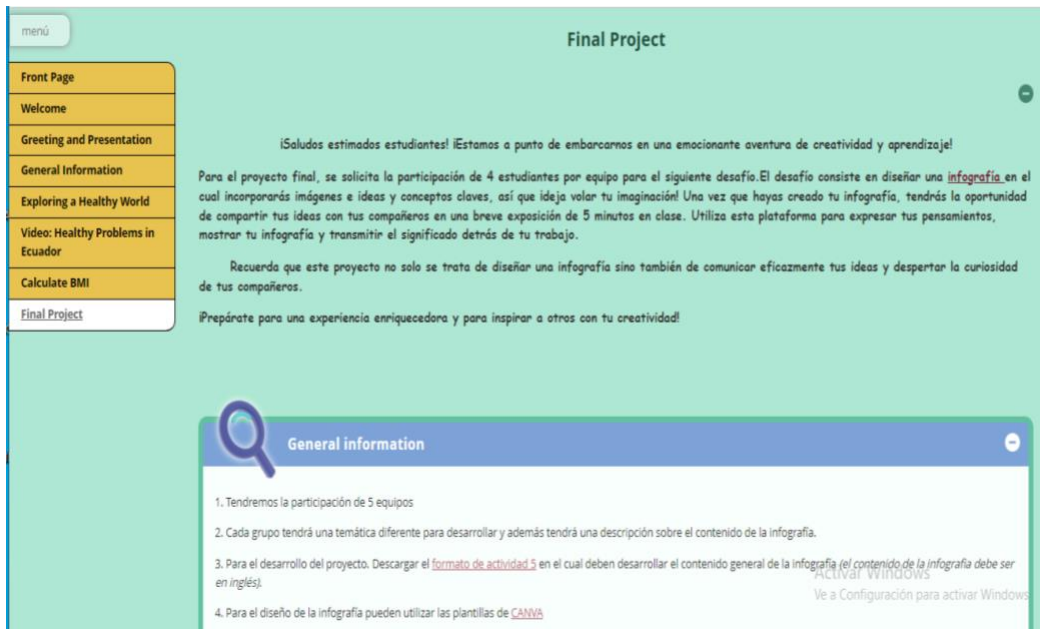 menú
Final Project
Front Page
Welcome
Greeting and Presentation
General Information
Exploring a Healthy World
Video: Healthy Problems in
Ecuador
Calculate BMI
Final Project
¡Saludos estimados estudiantes! ¡Estamos a punto de embarcarnos en una emocionante aventura de creatividad y aprendizaje!
Para el proyecto final, se solicita la participación de 4 estudiantes por equipo para el siguiente desafío.El desafío consiste en diseñar una infografía en el
cual incorporarás imágenes e ideas y conceptos claves, así que ideja volar tu imaginación! Una vez que hayas creado tu infografía, tendrás la oportunidad
de compartir tus ideas con tus compañeros en una breve exposición de 5 minutos en clase. Utiliza esta plataforma para expresar tus pensamientos,
mostrar tu infografía y transmitir el significado detrás de tu trabajo.
Recuerda que este proyecto no solo se trata de diseñar una infografía sino también de comunicar eficazmente tus ideas y despertar la curiosidad
de tus compañeros.
¡Prepárate para una experiencia enriquecedora y para inspirar a otros con tu creatividad!
General information
1. Tendremos la participación de 5 equipos
2. Cada grupo tendrá una temática diferente para desarrollar y además tendrá una descripción sobre el contenido de la infografía.
3. Para el desarrollo del proyecto. Descargar el formato de actividad 5 en el cual deben desarrollar el contenido general de la infografía (el contenido de la infografía debe ser
en inglés).
4. Para el diseño de la infografía pueden utilizar las plantillas de CANVA
Activar Windows
Ve a Configuración para activar Windows